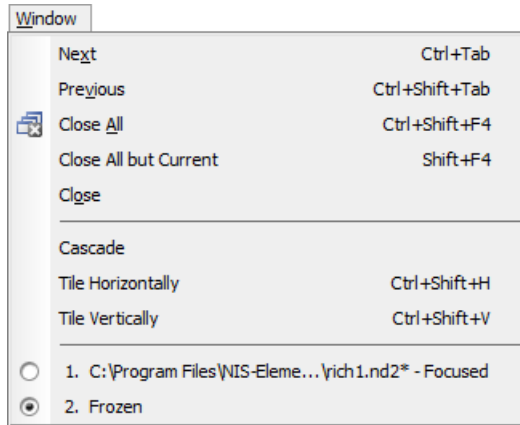 Window
Next Ctrl+Tab
Previous Ctrl+Shift+Tab
Close All Ctrl+Shift+F4
Close All but Current Shift+F4
Close
Cascade
Tile Horizontally Ctrl+Shift+H
Tile Vertically Ctrl+Shift+V
1. C:\Program Files\NIS-Eleme...\rich1.nd2* - Focused
2. Frozen